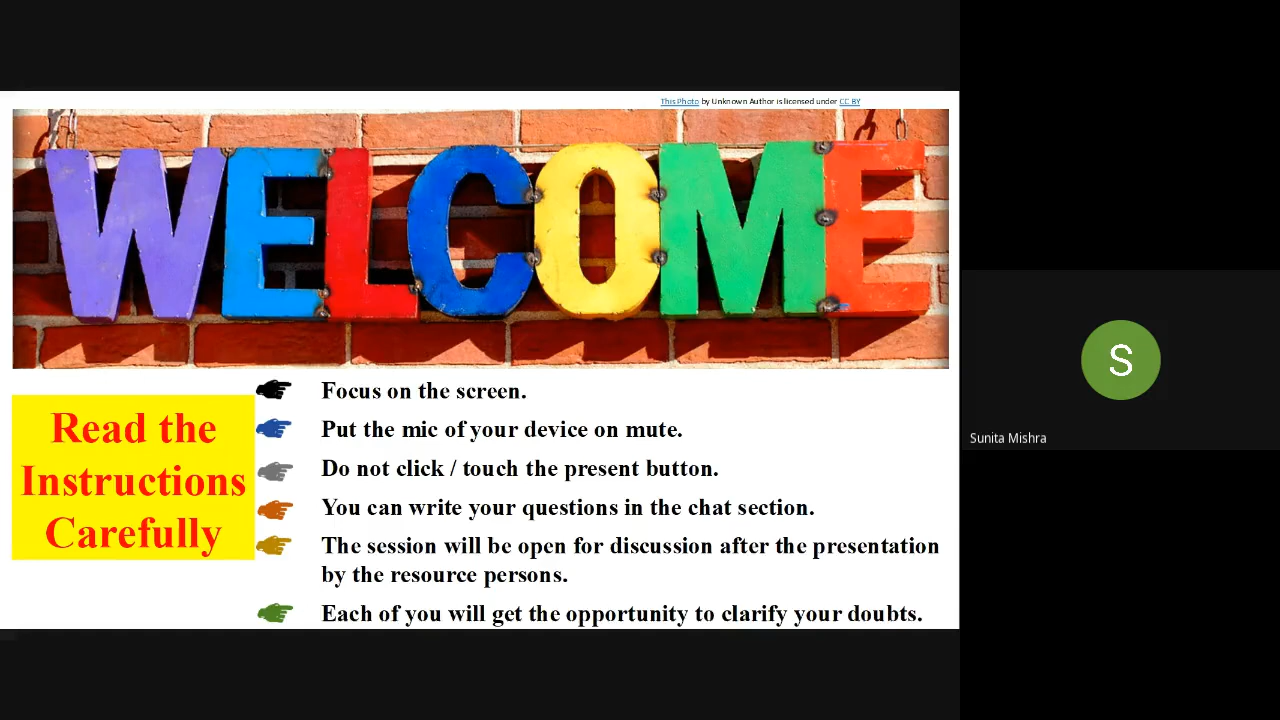 This Photo by Unknown Author is licensed under CC BY
WELCOME
Read the
Instructions
Carefully
Focus on the screen.
Put the mic of your device on mute.
Do not click / touch the present button.
You can write your questions in the chat section.
The session will be open for discussion after the presentation
by the resource persons.
Each of you will get the opportunity to clarify your doubts.
S
Sunita Mishra